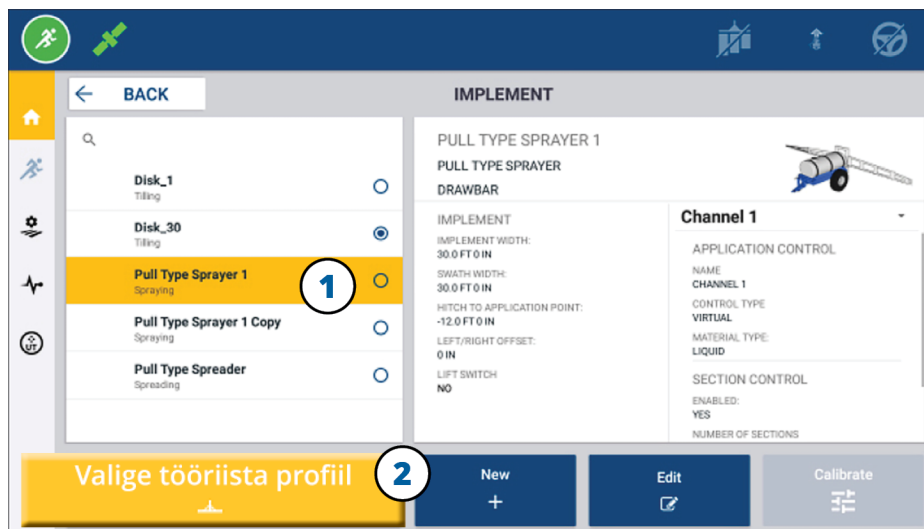 BACK
IMPLEMENT
Disk_1
Tilling
Disk_30
Tilling
Pull Type Sprayer 1
Spraying
1
Pull Type Sprayer 1 Copy
Spraying
Pull Type Spreader
Spreading
PULL TYPE SPRAYER 1
PULL TYPE SPRAYER
DRAWBAR
IMPLEMENT
IMPLEMENT WIDTH:
30.0 FT 0 IN
SWATH WIDTH:
30.0 FT 0 IN
HITCH TO APPLICATION POINT:
-12.0 FT 0 IN
LEFT/RIGHT OFFSET:
0 IN
LIFT SWITCH
NO
Channel 1
APPLICATION CONTROL
NAME
CHANNEL 1
CONTROL TYPE
VIRTUAL
MATERIAL TYPE:
LIQUID
SECTION CONTROL
ENABLED:
YES
NUMBER OF SECTIONS
UT
Valige tööriista profiil
2
New
Edit
Calibrate